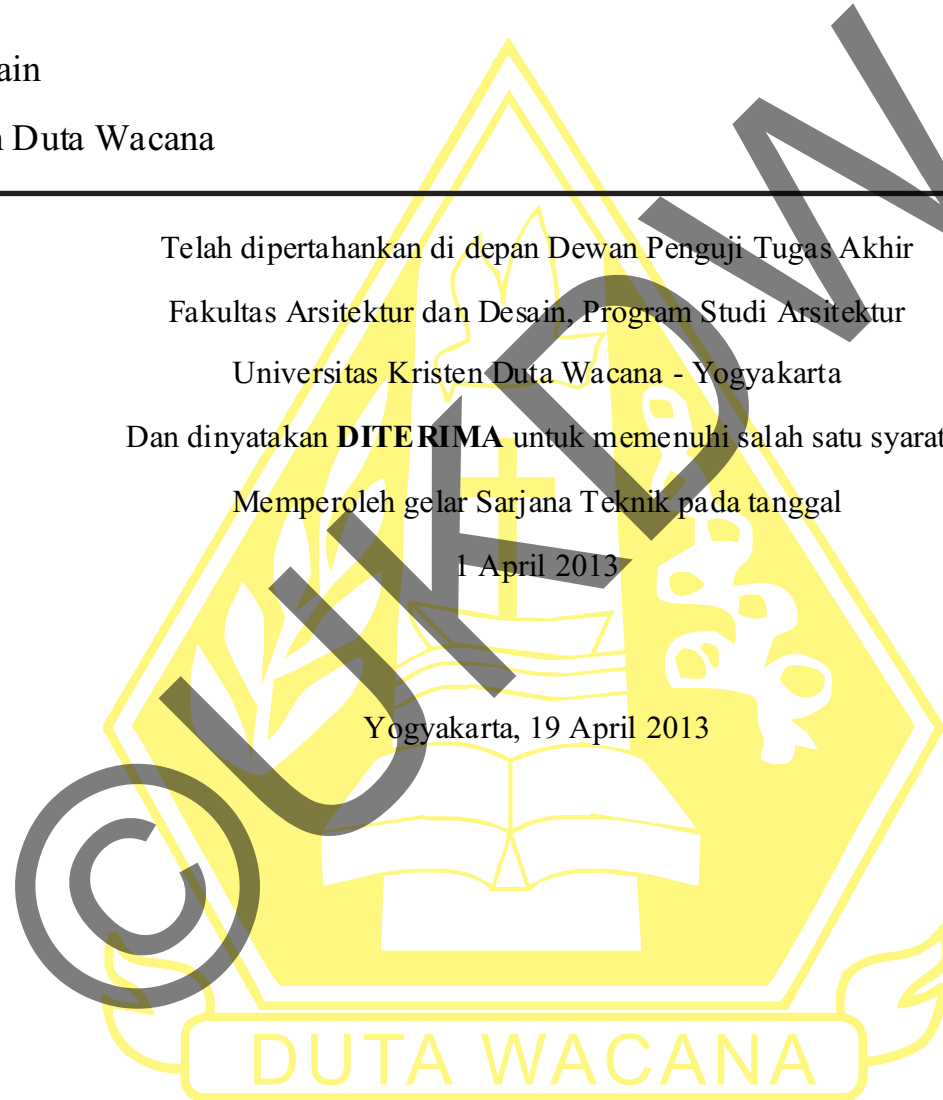 ain
n Duta Wacana
Telah dipertahankan di depan Dewan Penguji Tugas Akhir
Fakultas Arsitektur dan Desain, Program Studi Arsitektur
Universitas Kristen Duta Wacana - Yogyakarta
Dan dinyatakan DITERIMA untuk memenuhi salah satu syarat
Memperoleh gelar Sarjana Teknik pada tanggal
1 April 2013
Yogyakarta, 19 April 2013
©UKDW
DUTA WACANA